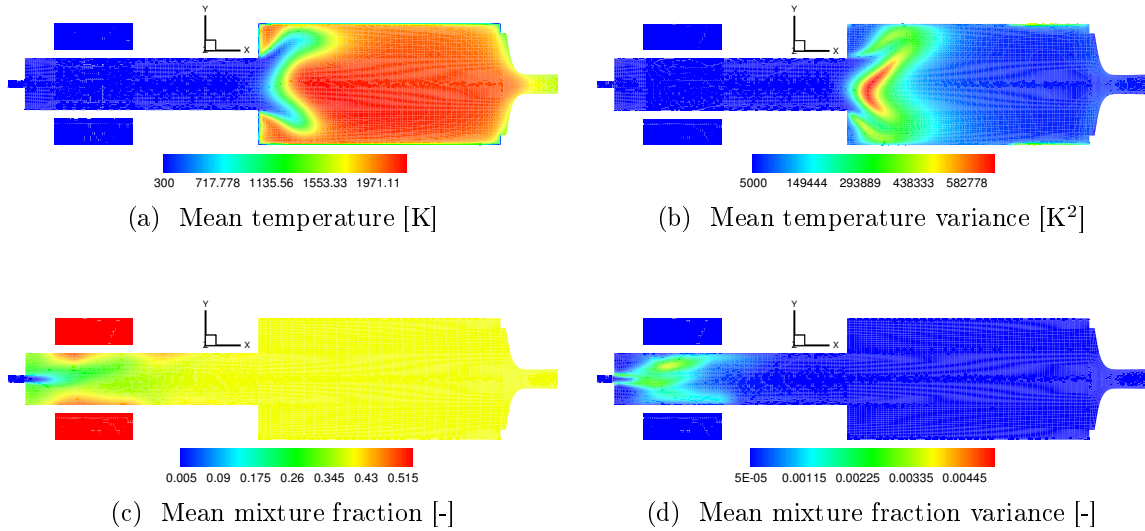 Y
Z X
300 717.778 1135.56 1553.33 1971.11
(a) Mean temperature [K]
Y
Z X
5000 149444 293889 438333 582778
(b) Mean temperature variance [K²]
Y
Z X
0.005 0.09 0.175 0.26 0.345 0.43 0.515
(c) Mean mixture fraction [-]
Y
Z X
5E-05 0.00115 0.00225 0.00335 0.00445
(d) Mean mixture fraction variance [-]